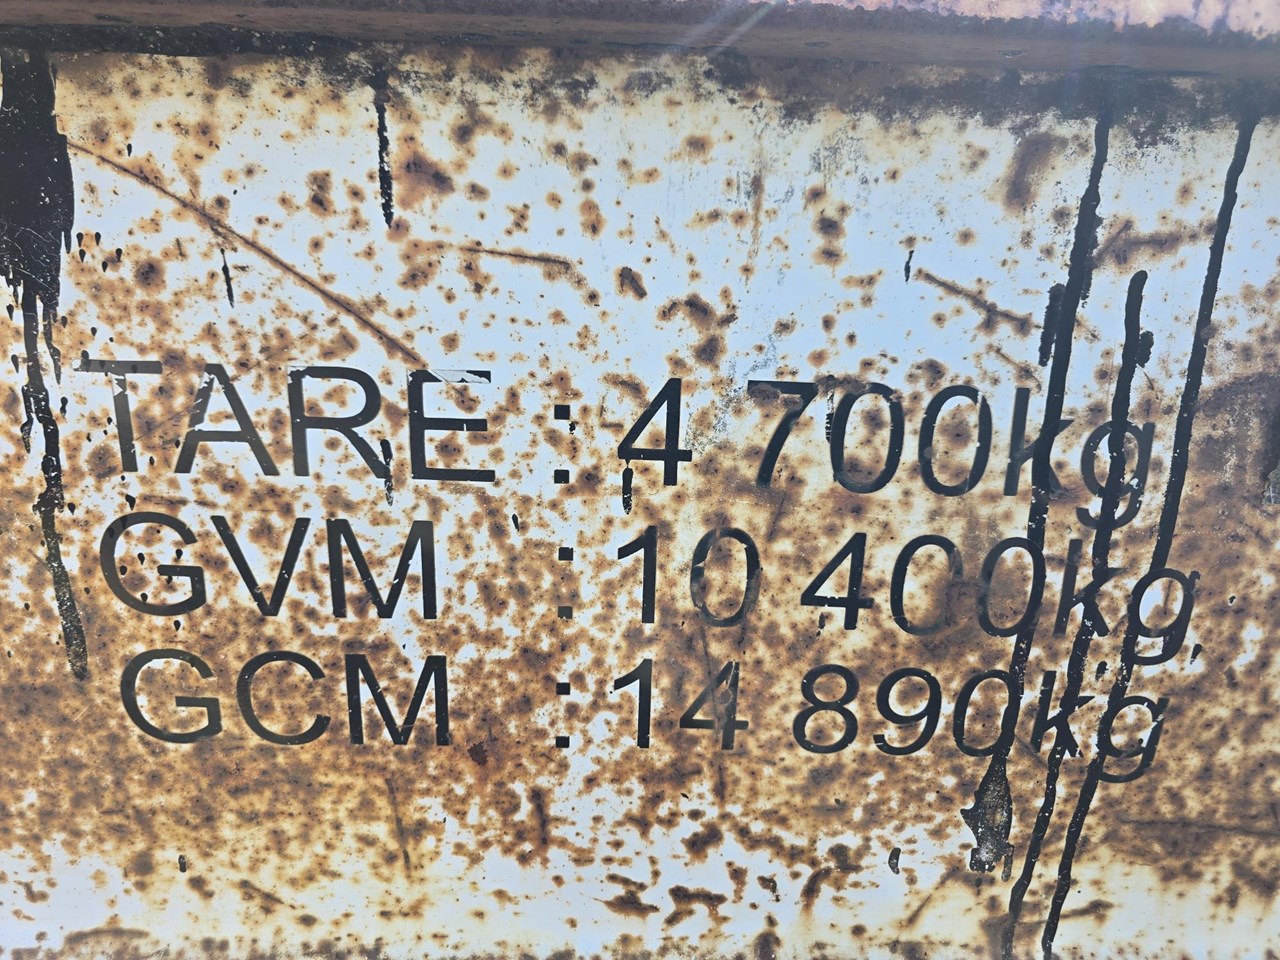 TARE : 4 700kg
GVM : 10 400kg
GCM : 14 890kg